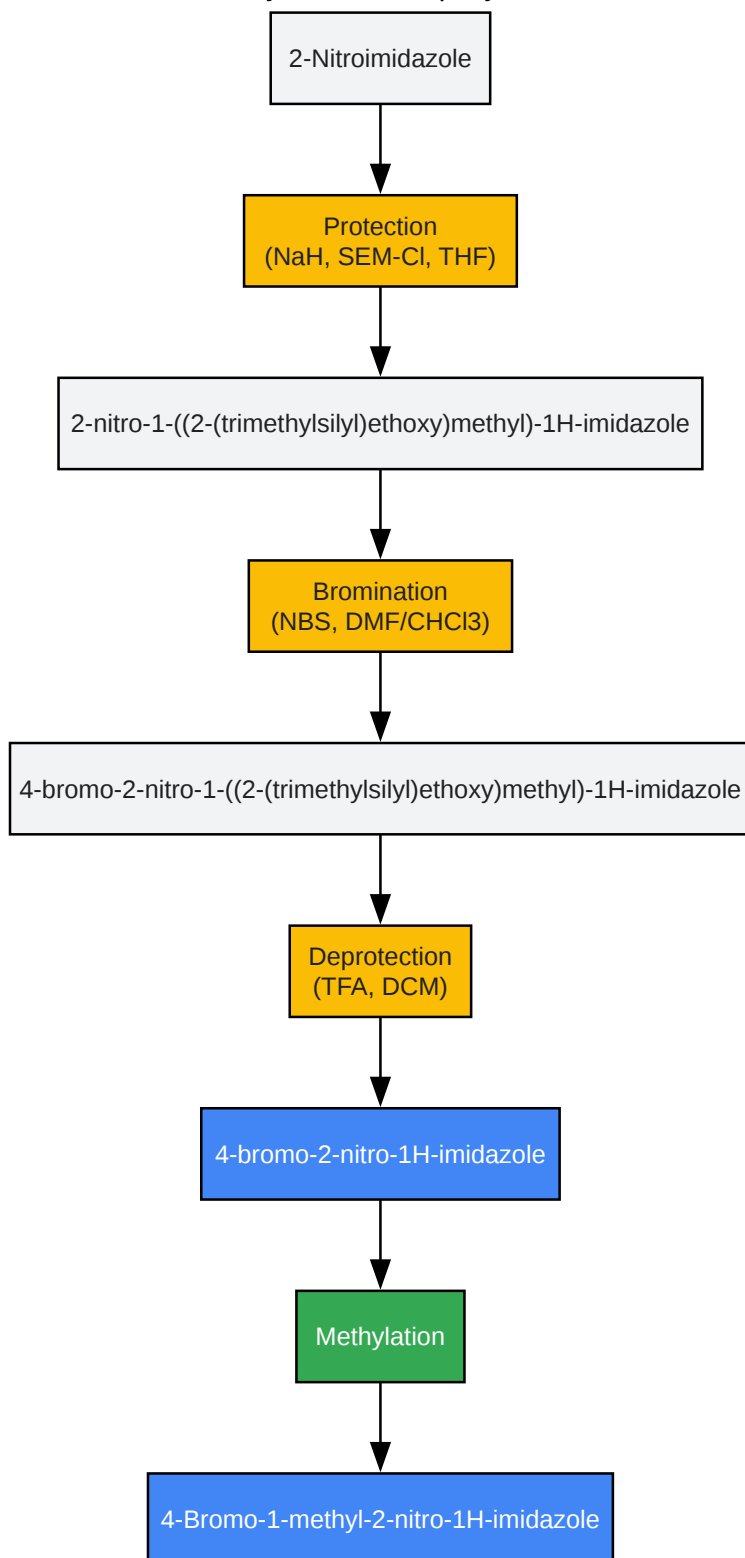 2-Nitroimidazole
Protection
(NaH, SEM-Cl, THF)
2-nitro-1-((2-(trimethylsilyl)ethoxy)methyl)-1H-imidazole
Bromination
(NBS, DMF/CHCl3)
4-bromo-2-nitro-1-((2-(trimethylsilyl)ethoxy)methyl)-1H-imidazole
Deprotection
(TFA, DCM)
4-bromo-2-nitro-1H-imidazole
Methylation
4-Bromo-1-methyl-2-nitro-1H-imidazole